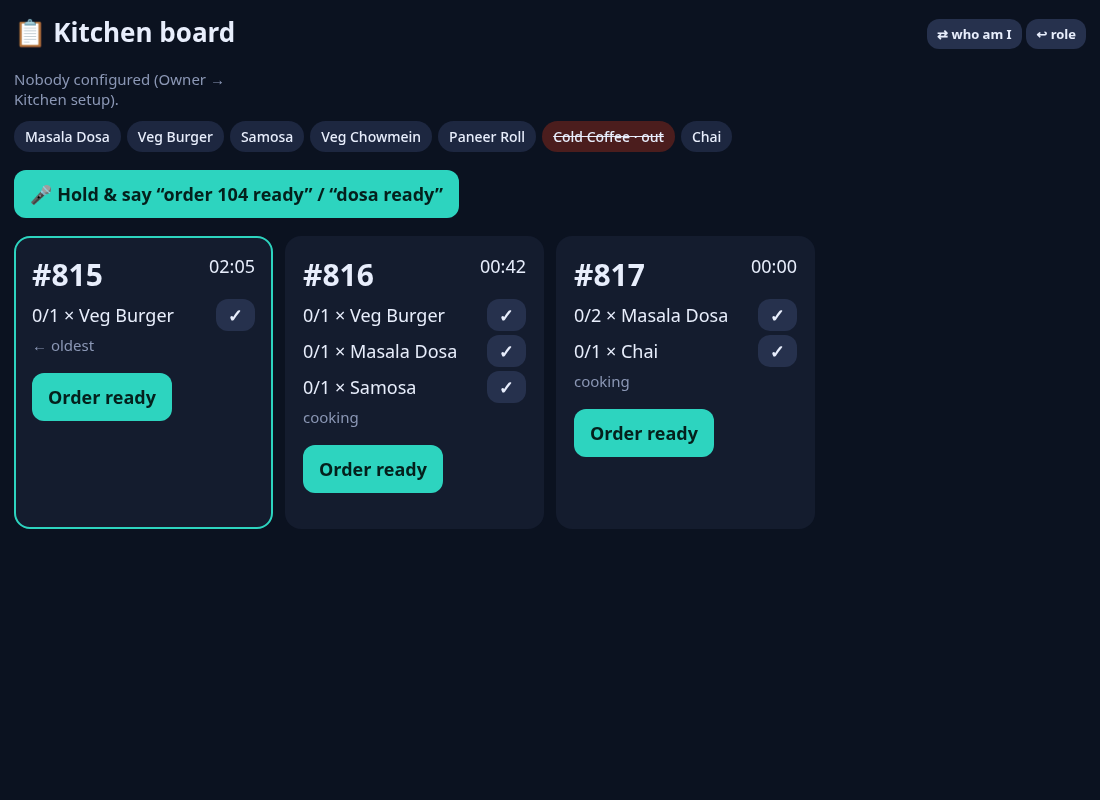 📋 Kitchen board
⇄ who am I
↩ role
Nobody configured (Owner →
Kitchen setup).
Masala Dosa
Veg Burger
Samosa
Veg Chowmein
Paneer Roll
Cold Coffee · out
Chai
🎤 Hold & say “order 104 ready” / “dosa ready”
#815
02:05
0/1 × Veg Burger ✓
← oldest
Order ready
#816
00:42
0/1 × Veg Burger ✓
0/1 × Masala Dosa ✓
0/1 × Samosa ✓
cooking
Order ready
#817
00:00
0/2 × Masala Dosa ✓
0/1 × Chai ✓
cooking
Order ready